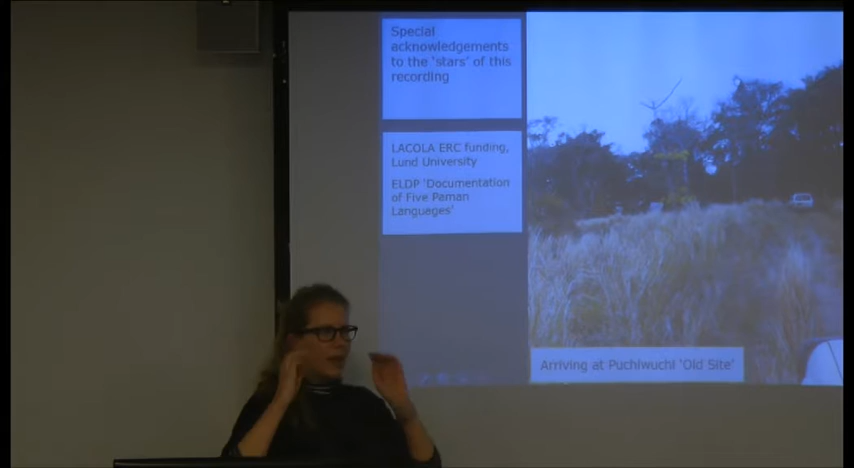 Special
acknowledgements
to the 'stars' of this
recording
LACOLA ERC funding,
Lund University
ELDP 'Documentation
of Five Paman
Languages'
Arriving at Puchiwuchi 'Old Site'